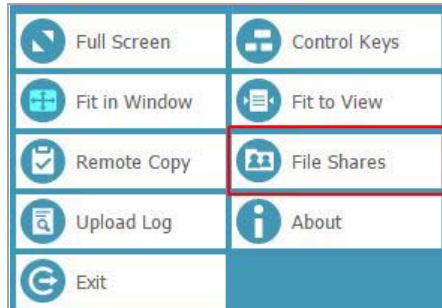 Full Screen
Control Keys
Fit in Window
Fit to View
Remote Copy
File Shares
Upload Log
About
Exit